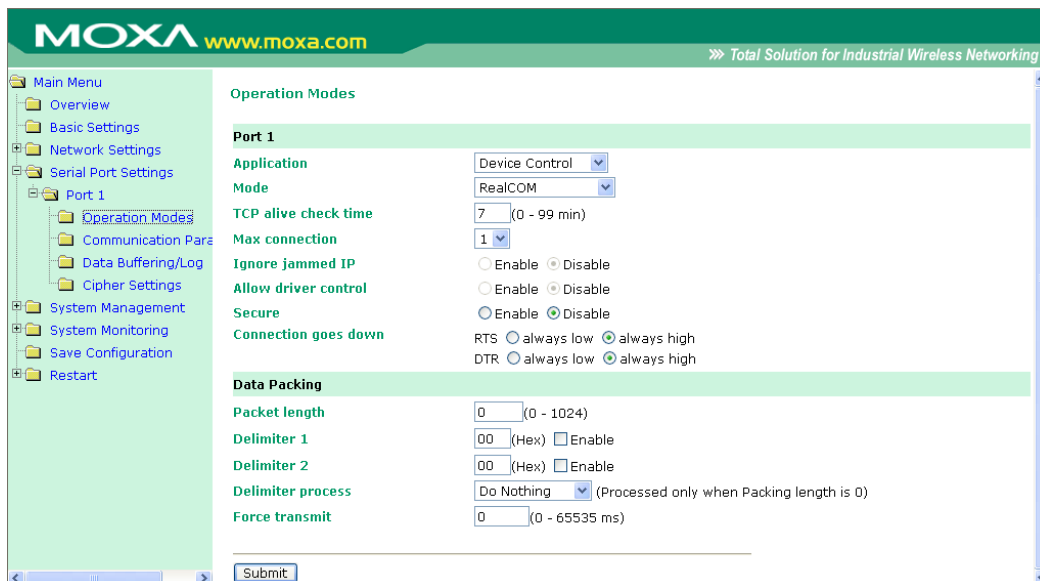 MOXA www.moxa.com
Total Solution for Industrial Wireless Networking
Main Menu
Overview
Basic Settings
Network Settings
Serial Port Settings
Port 1
Operation Modes
Communication Para
Data Buffering/Log
Cipher Settings
System Management
System Monitoring
Save Configuration
Restart
Operation Modes
Port 1
Application Device Control
Mode RealCOM
TCP alive check time 7 (0 - 99 min)
Max connection 1
Ignore jammed IP Enable Disable
Allow driver control Enable Disable
Secure Enable Disable
Connection goes down RTS always low always high
DTR always low always high
Data Packing
Packet length 0 (0 - 1024)
Delimiter 1 00 (Hex) Enable
Delimiter 2 00 (Hex) Enable
Delimiter process Do Nothing (Processed only when Packing length is 0)
Force transmit 0 (0 - 65535 ms)
Submit